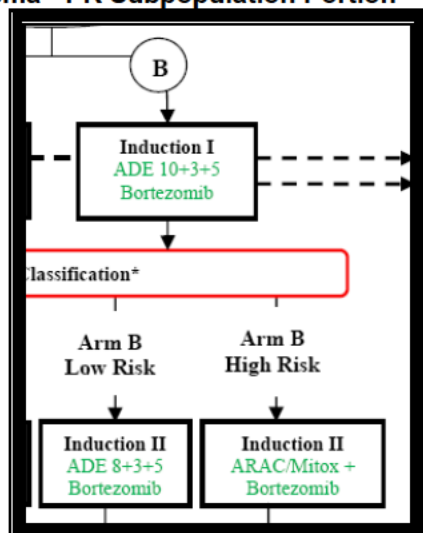 B
Induction I
ADE 10+3+5
Bortezomib
lassification*
Arm B
Low Risk
Arm B
High Risk
Induction II
ADE 8+3+5
Bortezomib
Induction II
ARAC/Mitox +
Bortezomib